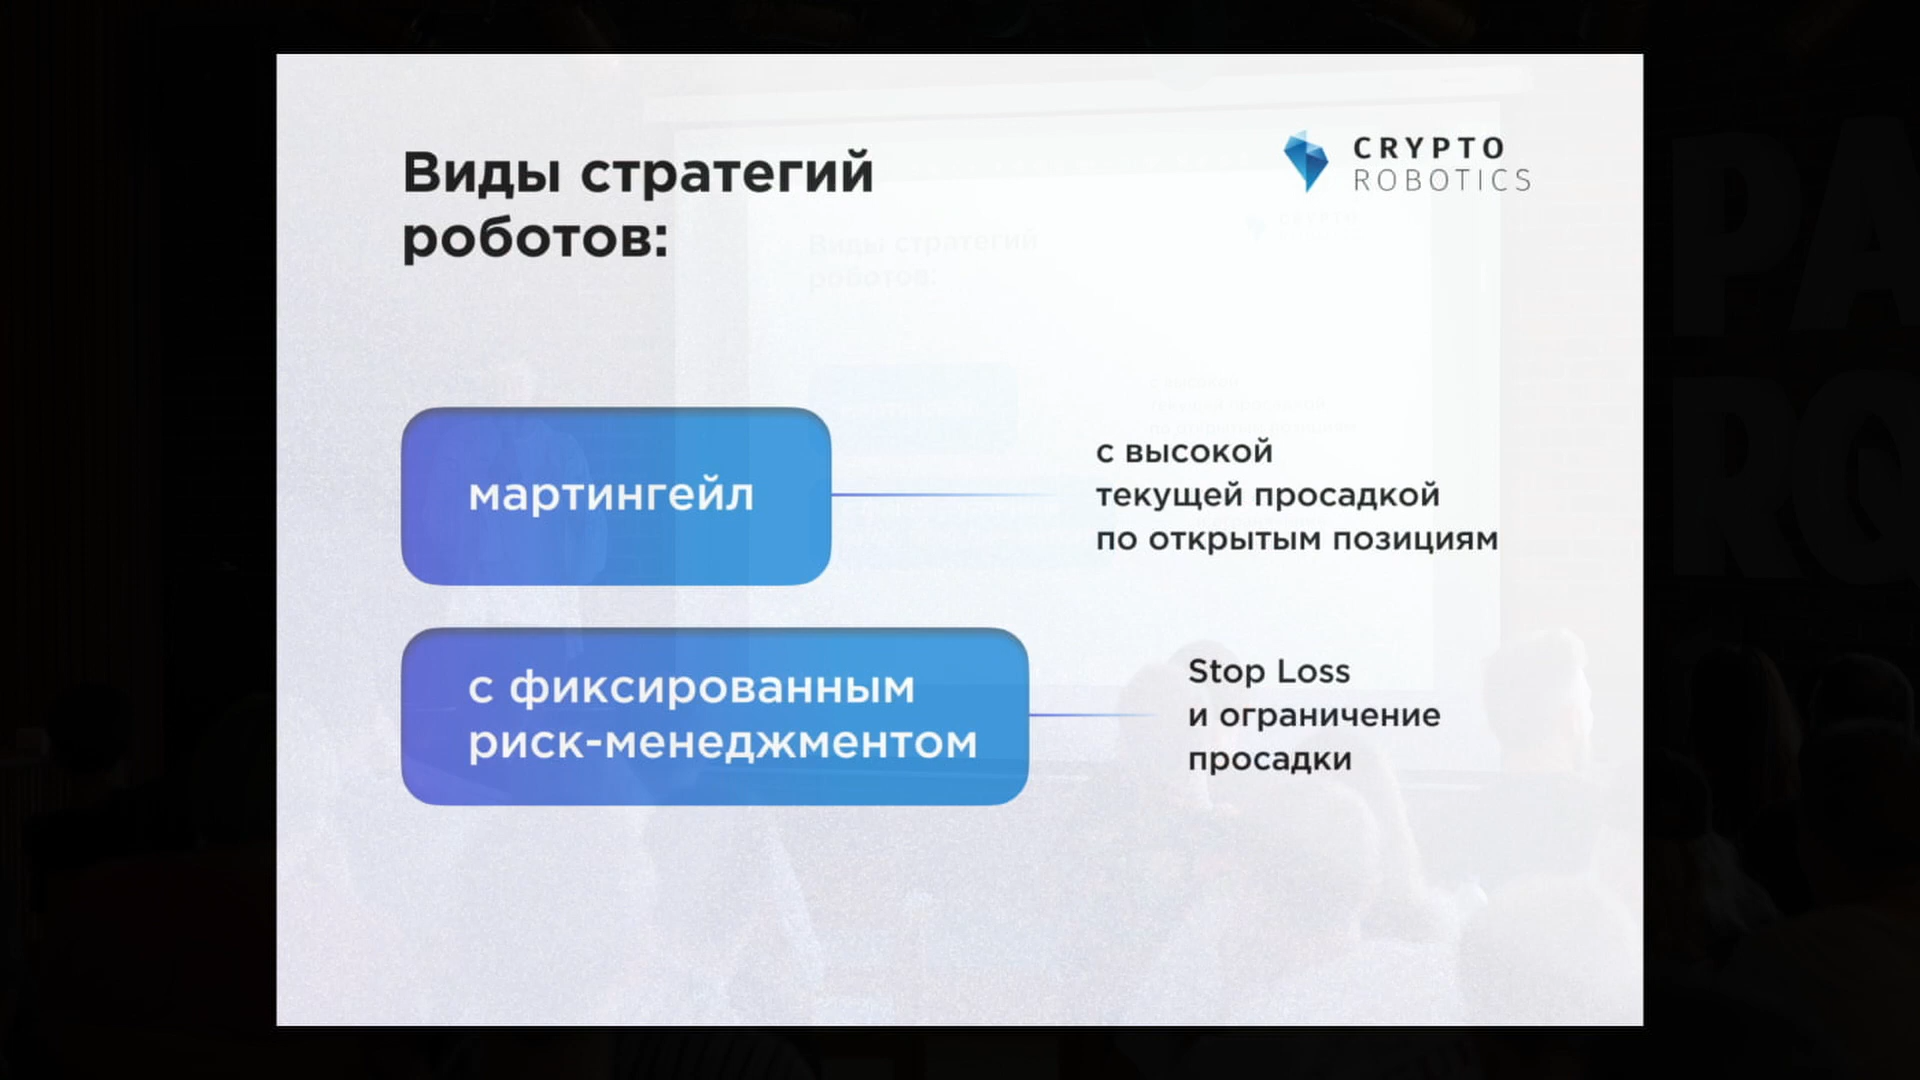 Виды стратегий
роботов:
CRYPTO
ROBOTICS
мартингейл
с высокой
текущей просадкой
по открытым позициям
с фиксированным
риск-менеджментом
Stop Loss
и ограничение
просадки